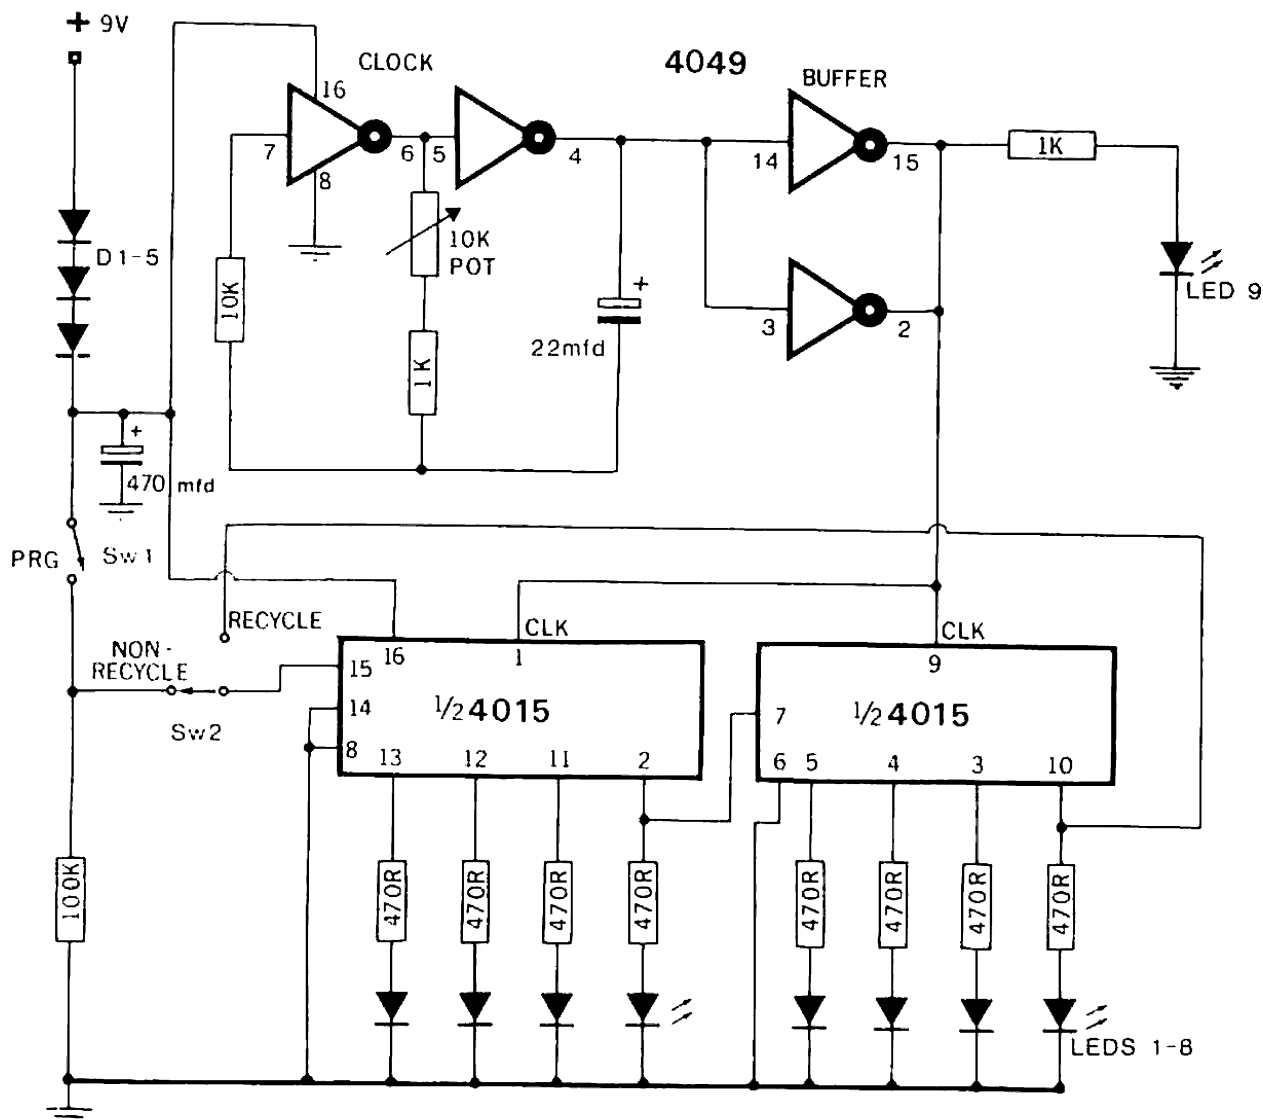 + 9V
CLOCK
4049
BUFFER
16
7
6
5
4
14
15
1K
8
10K
POT
D1-5
10K
+
LED 9
3
2
22mfd
1K
+
470 mfd
PRG
Sw1
RECYCLE
CLK
CLK
NON-
RECYCLE
16
1
9
15
14
½4015
½4015
7
Sw2
8
13
12
11
2
6
5
4
3
10
100K
470R
470R
470R
470R
470R
470R
470R
470R
LEDS 1-8